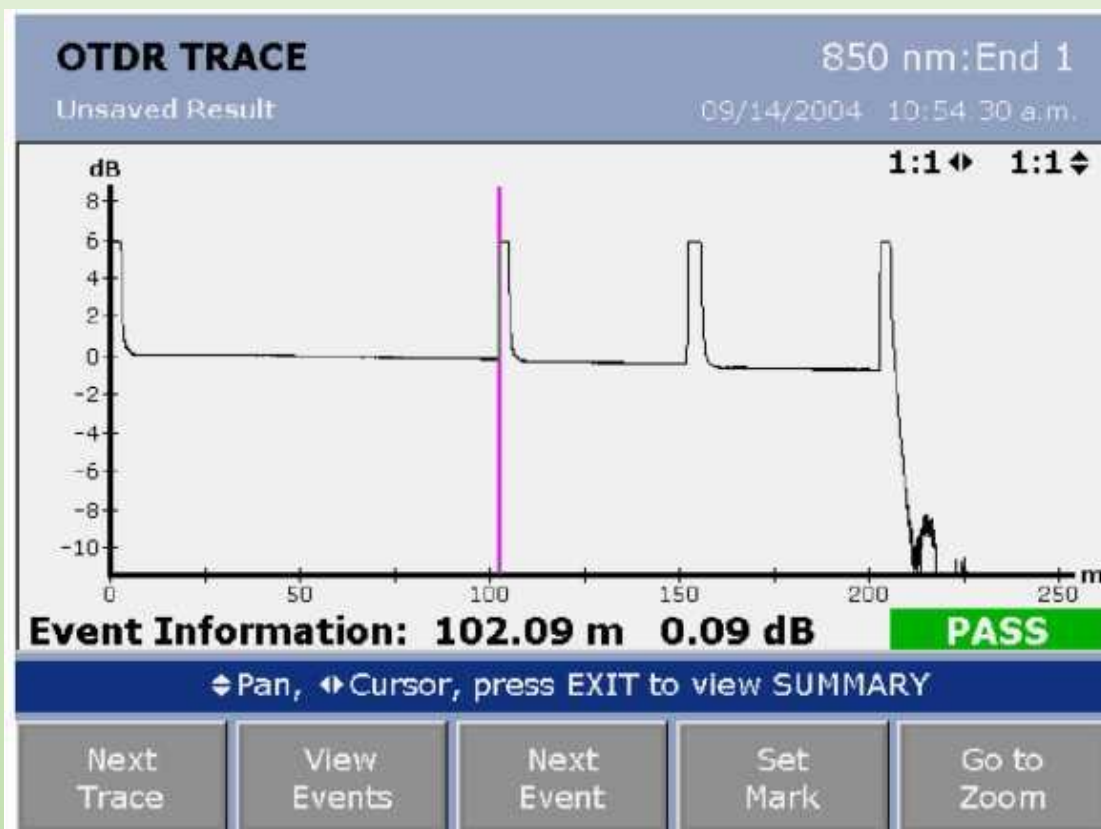 OTDR TRACE 850 nm:End 1
Unsaved Result 09/14/2004 10:54:30 a.m.
dB 1:1 1:1
8
6
4
2
0
-2
-4
-6
-8
-10
m
0 50 100 150 200 250
Event Information: 102.09 m 0.09 dB PASS
Pan, Cursor, press EXIT to view SUMMARY
Next View Next Set Go to
Trace Events Event Mark Zoom